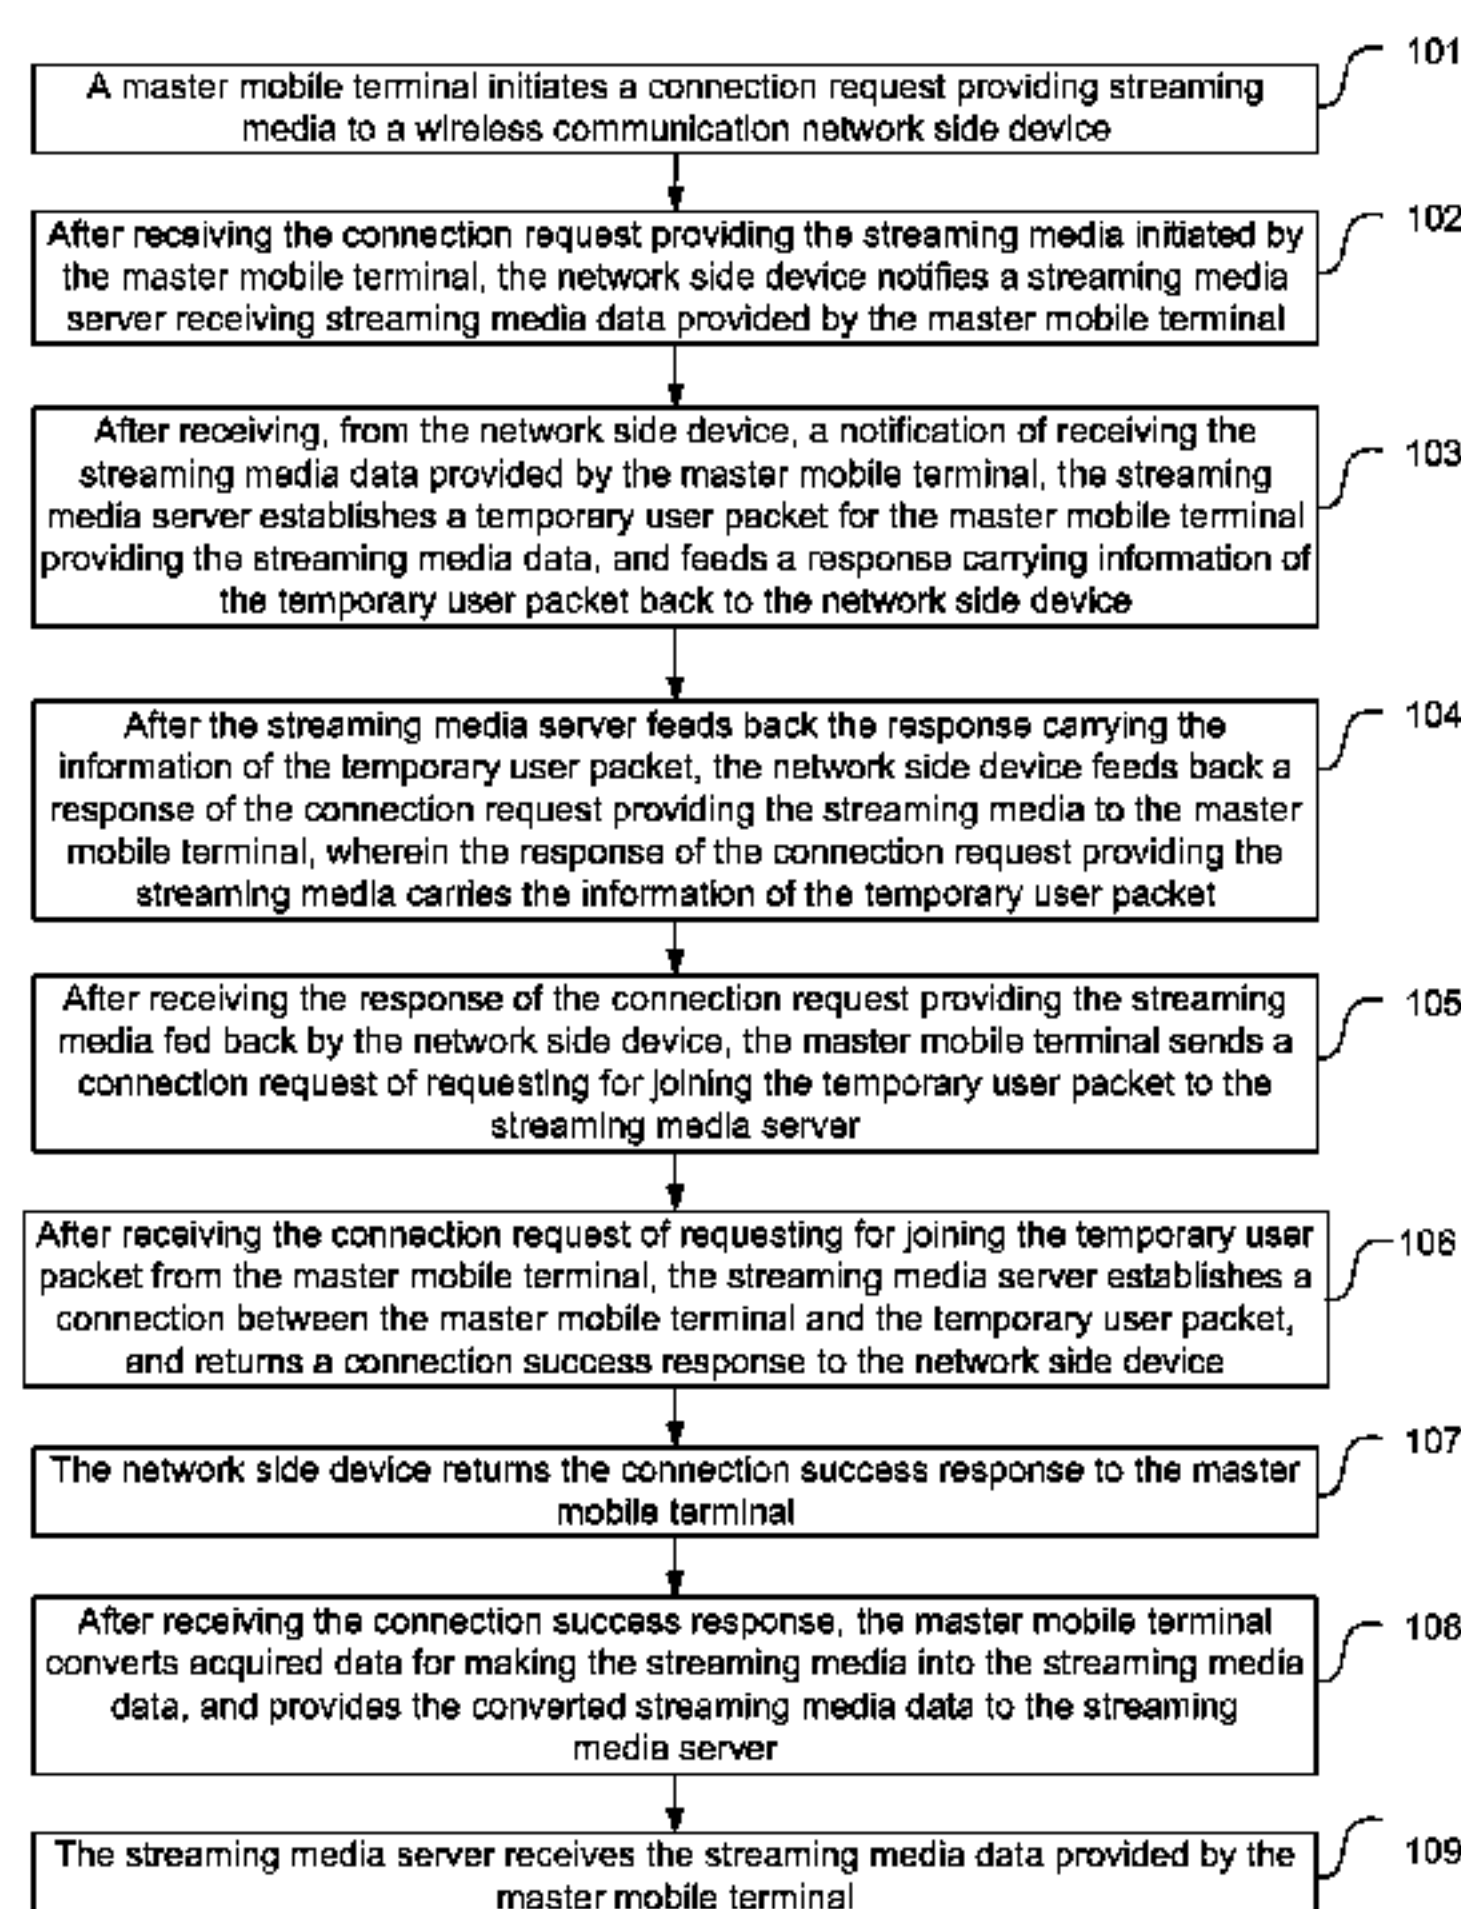 101
A master mobile terminal initiates a connection request providing streaming
media to a wireless communication network side device
102
After receiving the connection request providing the streaming media initiated by
the master mobile terminal, the network side device notifies a streaming media
server receiving streaming media data provided by the master mobile terminal
103
After receiving, from the network side device, a notification of receiving the
streaming media data provided by the master mobile terminal, the streaming
media server establishes a temporary user packet for the master mobile terminal
providing the streaming media data, and feeds a response carrying information of
the temporary user packet back to the network side device
104
After the streaming media server feeds back the response carrying the
information of the temporary user packet, the network side device feeds back a
response of the connection request providing the streaming media to the master
mobile terminal, wherein the response of the connection request providing the
streaming media carries the information of the temporary user packet
105
After receiving the response of the connection request providing the streaming
media fed back by the network side device, the master mobile terminal sends a
connection request of requesting for joining the temporary user packet to the
streaming media server
106
After receiving the connection request of requesting for joining the temporary user
packet from the master mobile terminal, the streaming media server establishes a
connection between the master mobile terminal and the temporary user packet,
and returns a connection success response to the network side device
107
The network side device returns the connection success response to the master
mobile terminal
108
After receiving the connection success response, the master mobile terminal
converts acquired data for making the streaming media into the streaming media
data, and provides the converted streaming media data to the streaming
media server
109
The streaming media server receives the streaming media data provided by the
master mobile terminal